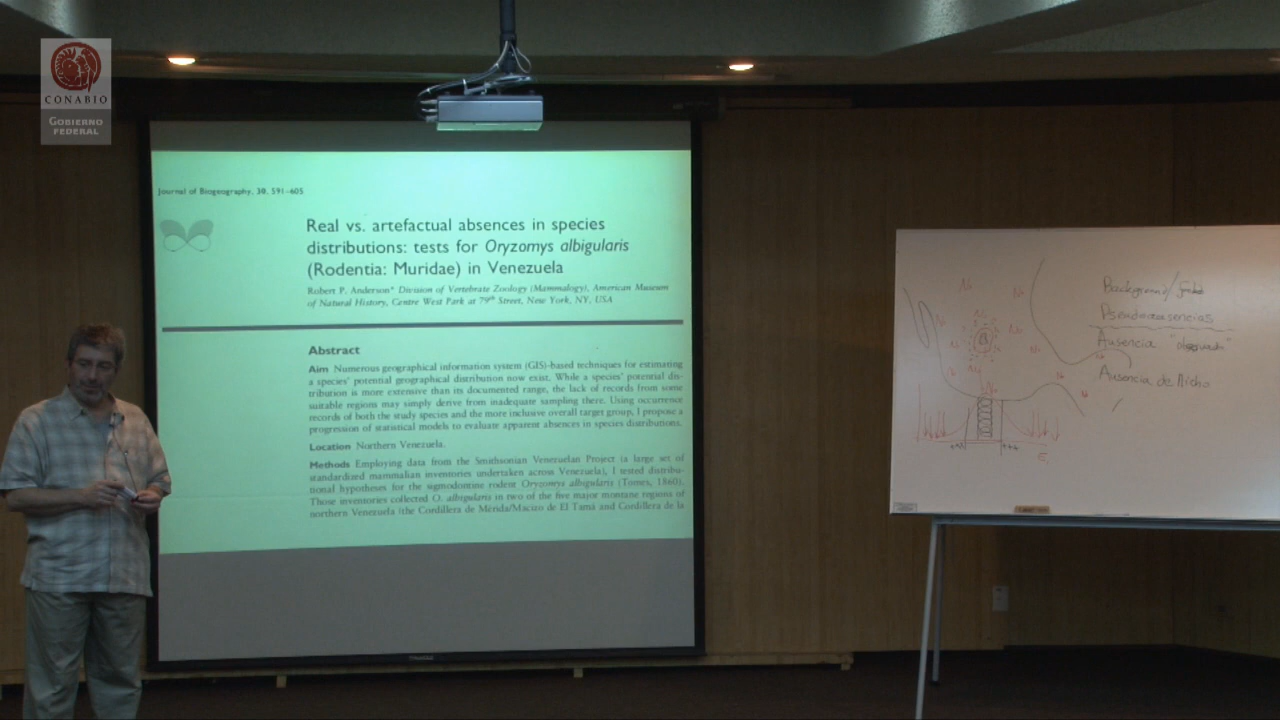 CONABIO
GOBIERNO
FEDERAL
Journal of Biogeography, 30, 591–605
Real vs. artefactual absences in species
distributions: tests for Oryzomys albigularis
(Rodentia: Muridae) in Venezuela
Robert P. Anderson* Division of Vertebrate Zoology (Mammalogy), American Museum
of Natural History, Centre West Park at 79th Street, New York, NY, USA
Abstract
Aim Numerous geographical information system (GIS)-based techniques for estimating
a species' potential geographical distribution now exist. While a species' potential dis-
tribution is more extensive than its documented range, the lack of records from some
suitable regions may simply derive from inadequate sampling there. Using occurrence
records of both the study species and the more inclusive overall target group, I propose a
progression of statistical models to evaluate apparent absences in species distributions.
Location Northern Venezuela.
Methods Employing data from the Smithsonian Venezuelan Project (a large set of
standardized mammalian inventories undertaken across Venezuela), I tested distribu-
tional hypotheses for the sigmodontine rodent Oryzomys albigularis (Tomes, 1860).
Those inventories collected O. albigularis in two of the five major montane regions of
northern Venezuela (the Cordillera de Mérida/Macizo de El Tamá and Cordillera de la
Background/
Pseudoausencias
Ausencia
Ausencia de Nicho